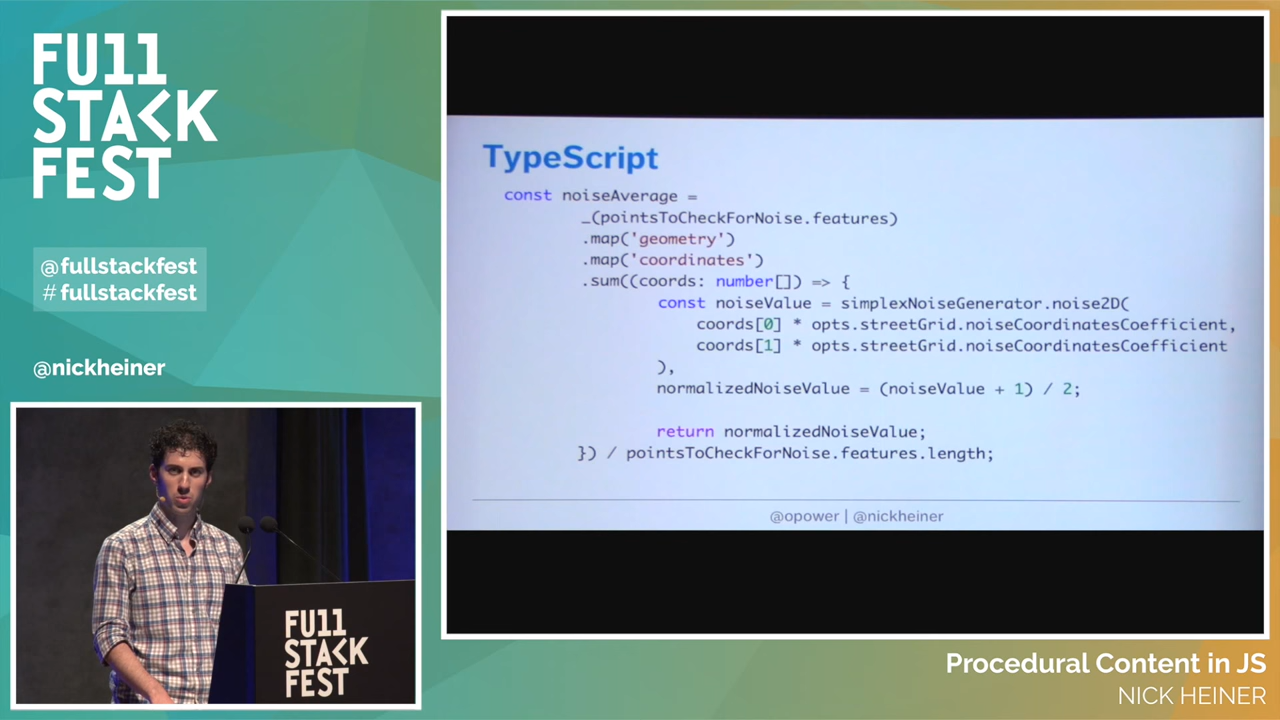 FU11
STACK
FEST
@fullstackfest
# fullstackfest
@nickheiner
FU11
STACK
FEST
TypeScript
const noiseAverage =
_(pointsToCheckForNoise.features)
.map('geometry')
.map('coordinates')
.sum((coords: number[]) => {
const noiseValue = simplexNoiseGenerator.noise2D(
coords[0] * opts.streetGrid.noiseCoordinatesCoefficient,
coords[1] * opts.streetGrid.noiseCoordinatesCoefficient
),
normalizedNoiseValue = (noiseValue + 1) / 2;
return normalizedNoiseValue;
}) / pointsToCheckForNoise.features.length;
@opower | @nickheiner
Procedural Content in JS
NICK HEINER